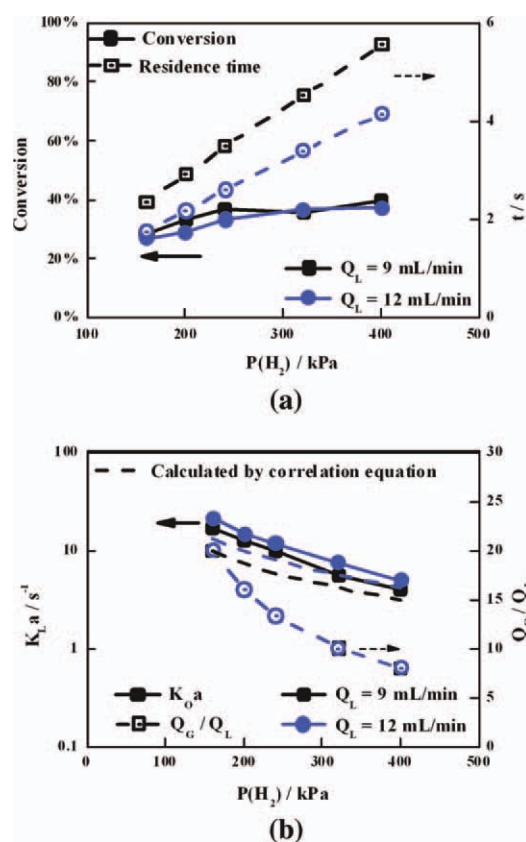 100%
80%
60%
40%
20%
0%
Conversion
Conversion
Residence time
Q_L = 9 mL/min
Q_L = 12 mL/min
6
4
2
0
t / s
100
200
300
400
500
P(H₂) / kPa
(a)
100
10
1
0.1
K_L a / s⁻¹
Calculated by correlation equation
K_O a
Q_G / Q_L
Q_L = 9 mL/min
Q_L = 12 mL/min
30
25
20
15
10
5
0
Q_G/Q_L
0
100
200
300
400
500
P(H₂) / kPa
(b)